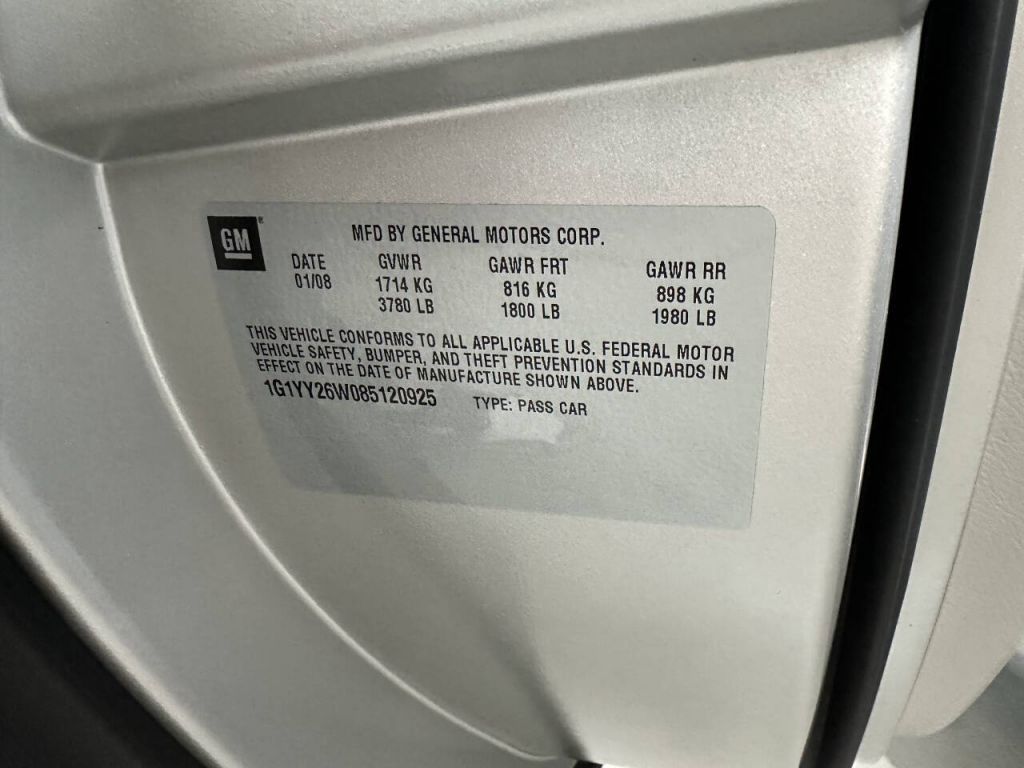 GM®
MFD BY GENERAL MOTORS CORP.
DATE GVWR GAWR FRT GAWR RR
01/08 1714 KG 816 KG 898 KG
3780 LB 1800 LB 1980 LB
THIS VEHICLE CONFORMS TO ALL APPLICABLE U.S. FEDERAL MOTOR
VEHICLE SAFETY, BUMPER, AND THEFT PREVENTION STANDARDS IN
EFFECT ON THE DATE OF MANUFACTURE SHOWN ABOVE.
1G1YY26W085120925 TYPE: PASS CAR